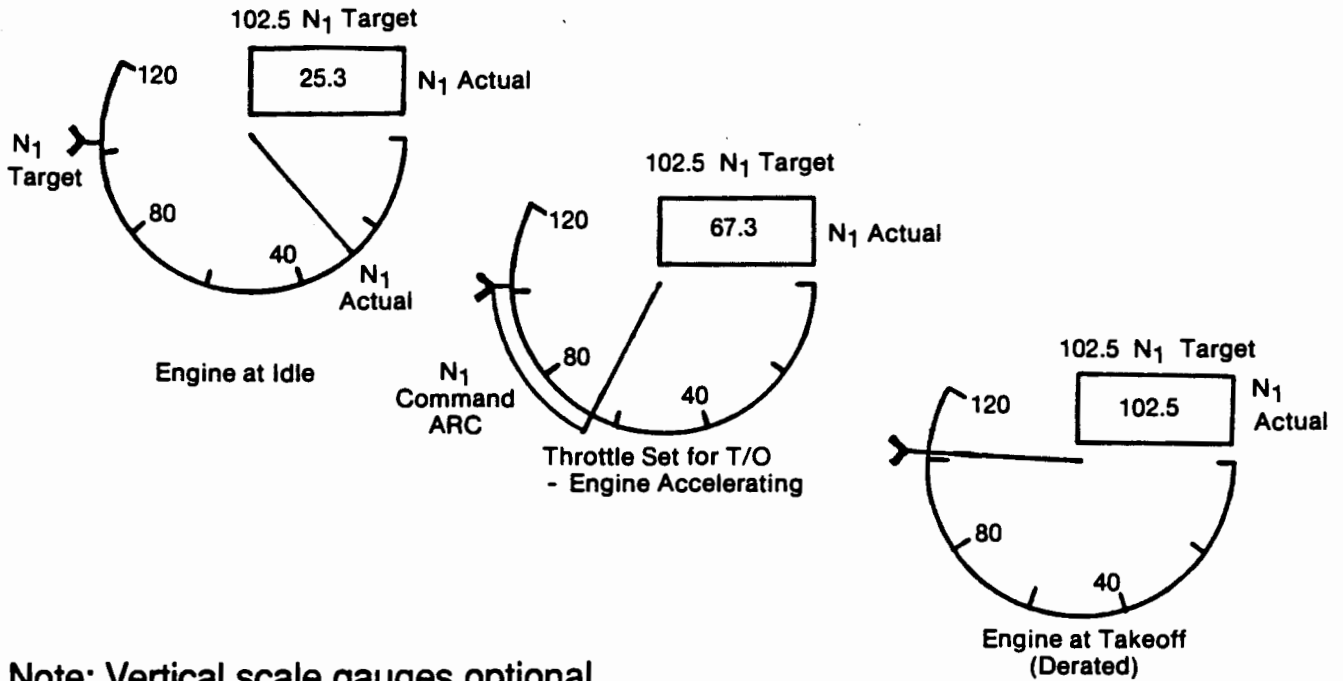 102.5 N1 Target
25.3
N1 Actual
120
N1
Target
80
40
N1
Actual
Engine at Idle
102.5 N1 Target
67.3
N1 Actual
120
80
40
N1
Command
ARC
Throttle Set for T/O
- Engine Accelerating
102.5 N1 Target
102.5
N1
Actual
120
80
40
Engine at Takeoff
(Derated)
Note: Vertical scale gauges optional